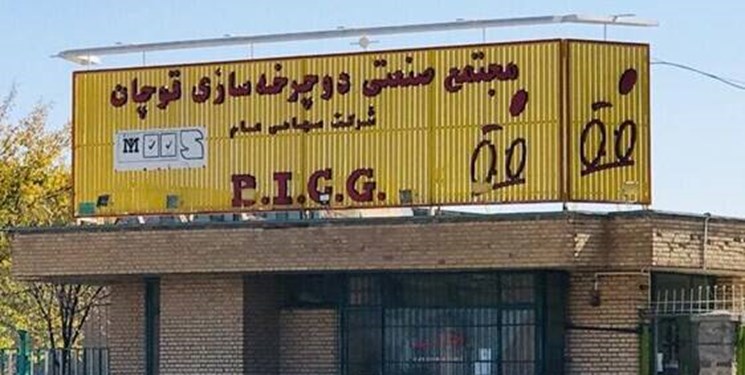 مجتمع صنعتی دوچرخه سازی قوچان
شرکت سهامی عام
P.I.C.G.